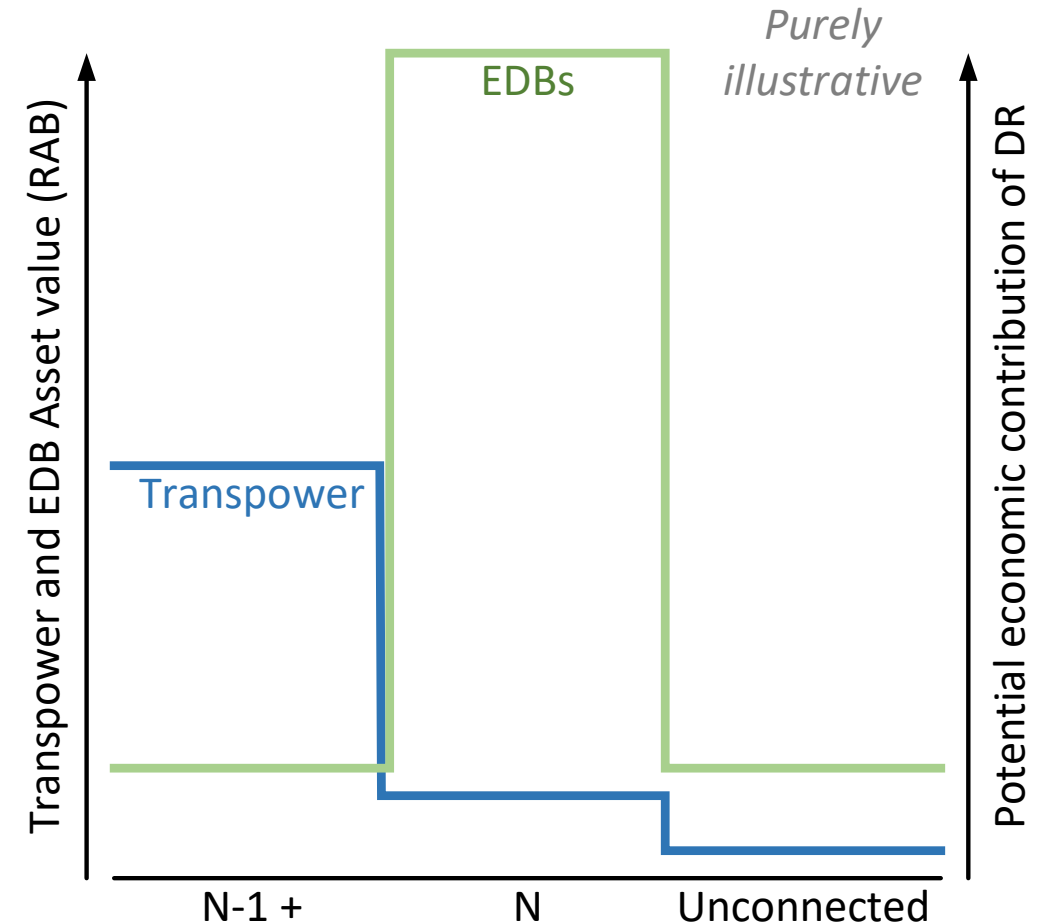 Purely
illustrative
EDBs
Transpower and EDB Asset value (RAB)
Potential economic contribution of DR
Transpower
N-1 +
N
Unconnected